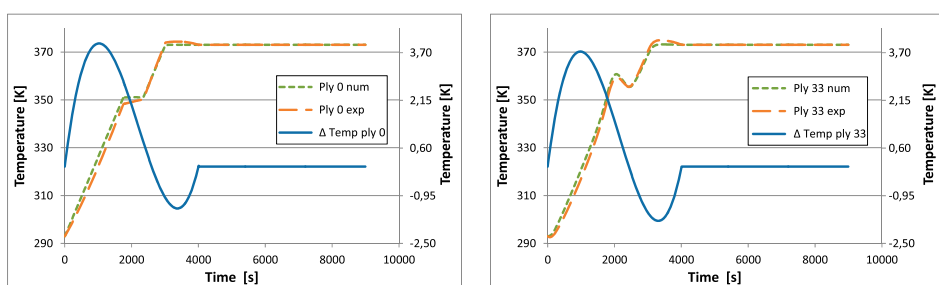 370
350
330
310
290
3,70
2,15
0,60
-0,95
-2,50
0
2000
4000
6000
8000
10000
Temperature [K]
Temperature [K]
Time [s]
Ply 0 num
Ply 0 exp
Δ Temp ply 0
370
350
330
310
290
3,70
2,15
0,60
-0,95
-2,50
0
2000
4000
6000
8000
10000
Temperature [K]
Temperature [K]
Time [s]
Ply 33 num
Ply 33 exp
Δ Temp ply 33